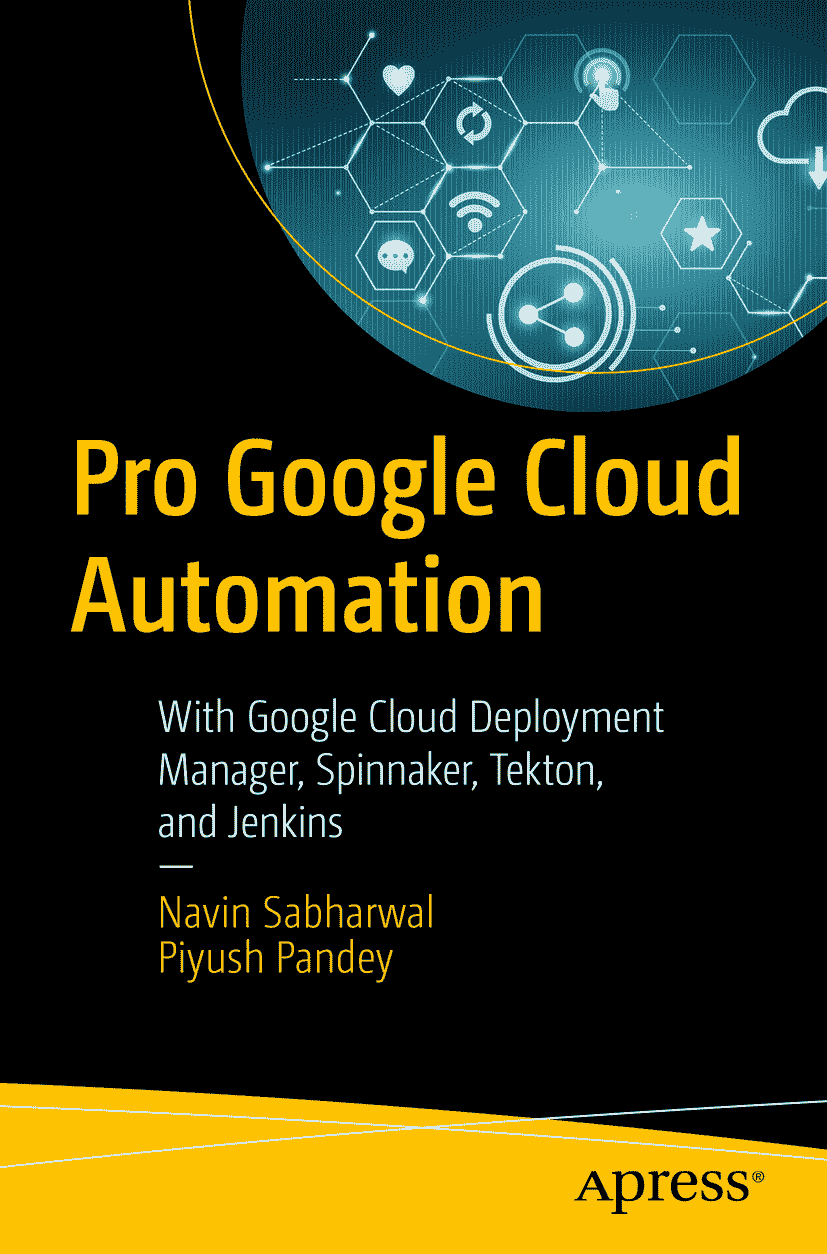 Pro Google Cloud
Automation
With Google Cloud Deployment
Manager, Spinnaker, Tekton,
and Jenkins
—
Navin Sabharwal
Piyush Pandey
Apress®